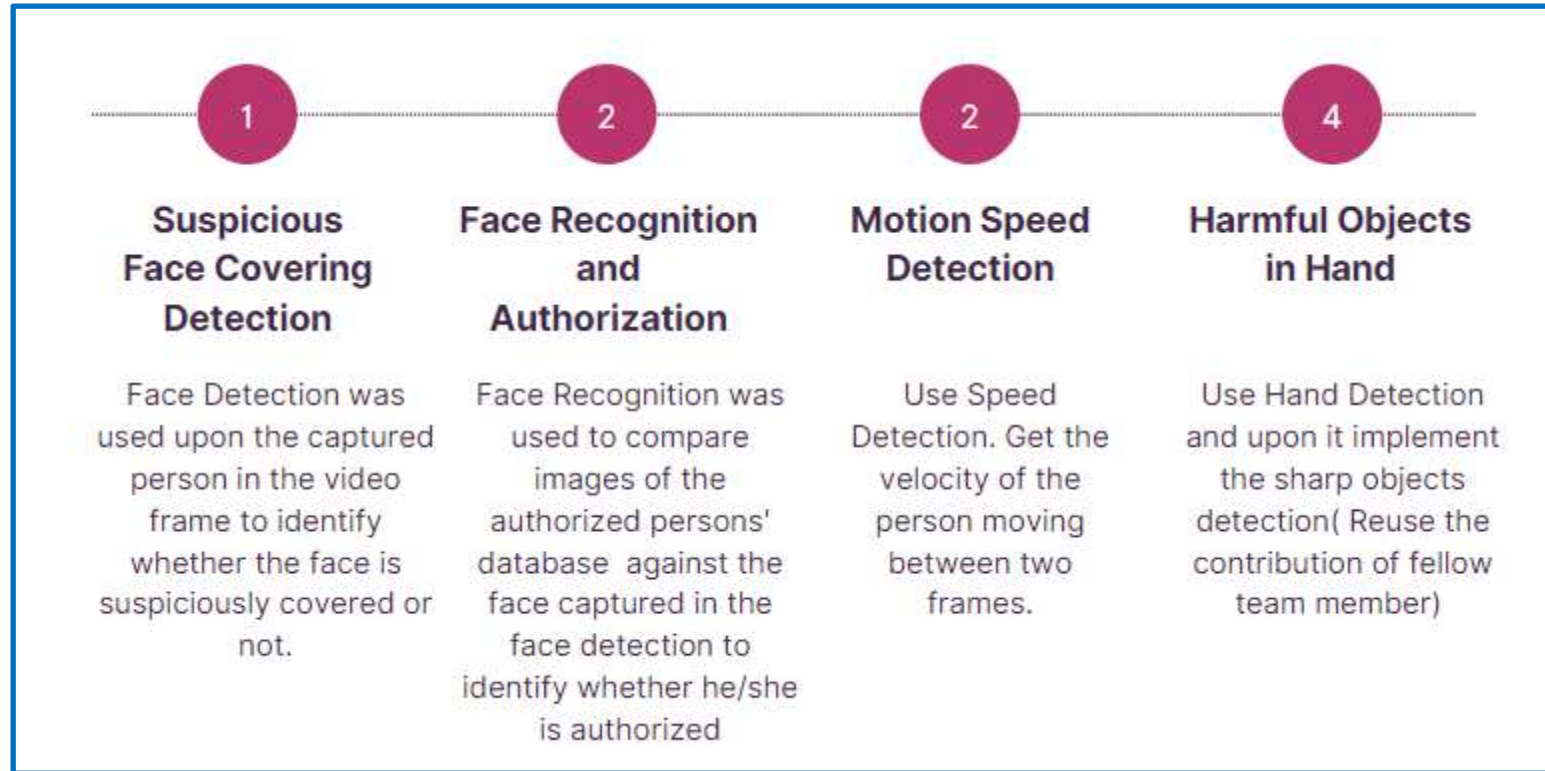 1
Suspicious
Face Covering
Detection
Face Detection was
used upon the captured
person in the video
frame to identify
whether the face is
suspiciously covered or
not.
2
Face Recognition
and
Authorization
Face Recognition was
used to compare
images of the
authorized persons'
database  against the
face captured in the
face detection to
identify whether he/she
is authorized
2
Motion Speed
Detection
Use Speed
Detection. Get the
velocity of the
person moving
between two
frames.
4
Harmful Objects
in Hand
Use Hand Detection
and upon it implement
the sharp objects
detection( Reuse the
contribution of fellow
team member)